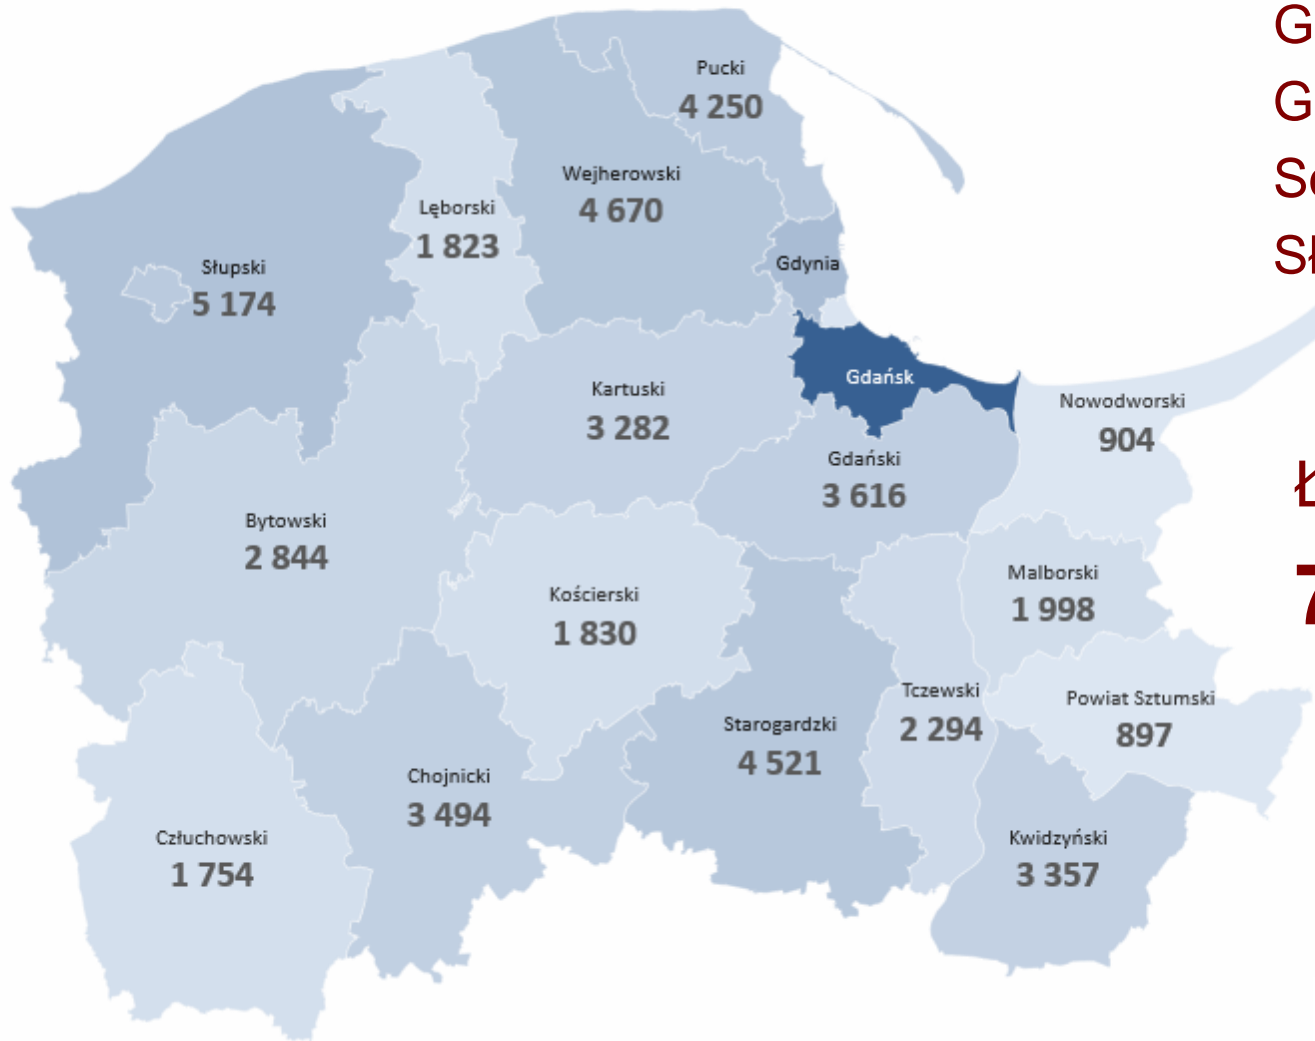 Pucki
4 250
Wejherowski
4 670
Lęborski
1 823
Słupski
5 174
Gdynia
Kartuski
3 282
Gdańsk
Nowodworski
904
Gdański
3 616
Bytowski
2 844
Kościerski
1 830
Malborski
1 998
Tczewski
2 294
Powiat Sztumski
897
Starogardzki
4 521
Chojnicki
3 494
Człuchowski
1 754
Kwidzyński
3 357